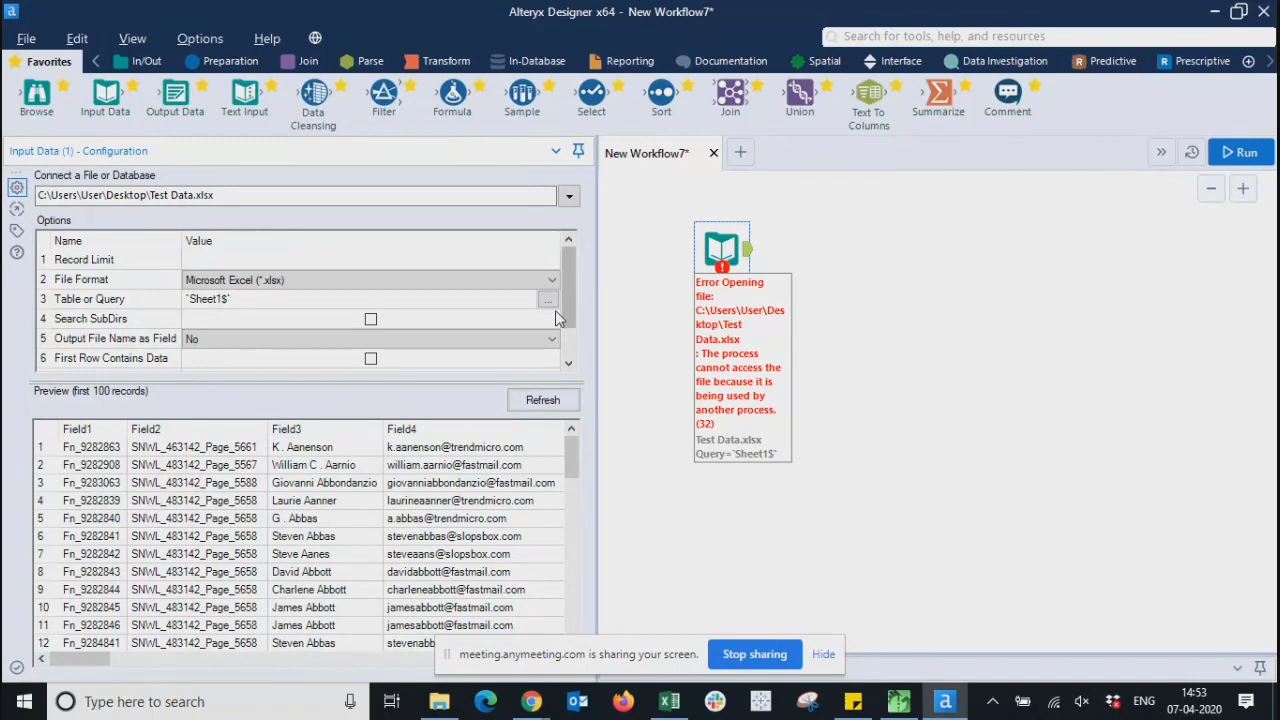 Alteryx Designer x64 - New Workflow7*
File Edit View Options Help
Search for tools, help, and resources
Favorites In/Out Preparation Join Parse Transform In-Database Reporting Documentation Spatial Interface Data Investigation Predictive Prescriptive
Browse Input Data Output Data Text Input Data Cleansing Filter Formula Sample Select Sort Join Union Text To Columns Summarize Comment
Input Data (1) - Configuration
New Workflow7*
Run
Connect a File or Database
C:\Users\User\Desktop\Test Data.xlsx
Options
Name Value
1 Record Limit
2 File Format Microsoft Excel (*.xlsx)
3 Table or Query `Sheet1$` ...
4 Search SubDirs
5 Output File Name as Field No
6 First Row Contains Data
Preview (first 100 records)
Refresh
Field1 Field2 Field3 Field4
1 Fn_9282863 SNWL_463142_Page_5661 K . Aanenson k.aanenson@trendmicro.com
2 Fn_9282908 SNWL_483142_Page_5567 William C . Aarnio william.aarnio@fastmail.com
3 Fn_9283063 SNWL_483142_Page_5588 Giovanni Abbondanzio giovanniabbondanzio@fastmail.com
4 Fn_9282839 SNWL_483142_Page_5658 Laurie Aanner laurineaanner@trendmicro.com
5 Fn_9282840 SNWL_483142_Page_5658 G . Abbas a.abbas@trendmicro.com
6 Fn_9282841 SNWL_483142_Page_5658 Steven Abbas stevenabbas@slopsbox.com
7 Fn_9282842 SNWL_483142_Page_5658 Steve Aanes steveaans@slopsbox.com
8 Fn_9282843 SNWL_483142_Page_5658 David Abbott davidabbott@fastmail.com
9 Fn_9282844 SNWL_483142_Page_5658 Charlene Abbott charleneabbott@fastmail.com
10 Fn_9282845 SNWL_483142_Page_5658 James Abbott jamesabbott@fastmail.com
11 Fn_9282846 SNWL_483142_Page_5658 James Abbott jamesabbott@fastmail.com
12 Fn_9284841 SNWL_483142_Page_5658 Steven Abbas
Error Opening
file:
C:\Users\User\Des
ktop\Test
Data.xlsx
: The process
cannot access the
file because it is
being used by
another process.
(32)
Test Data.xlsx
Query=`Sheet1$`
meeting.anymeeting.com is sharing your screen. Stop sharing Hide
Type here to search
ENG
14:53
07-04-2020